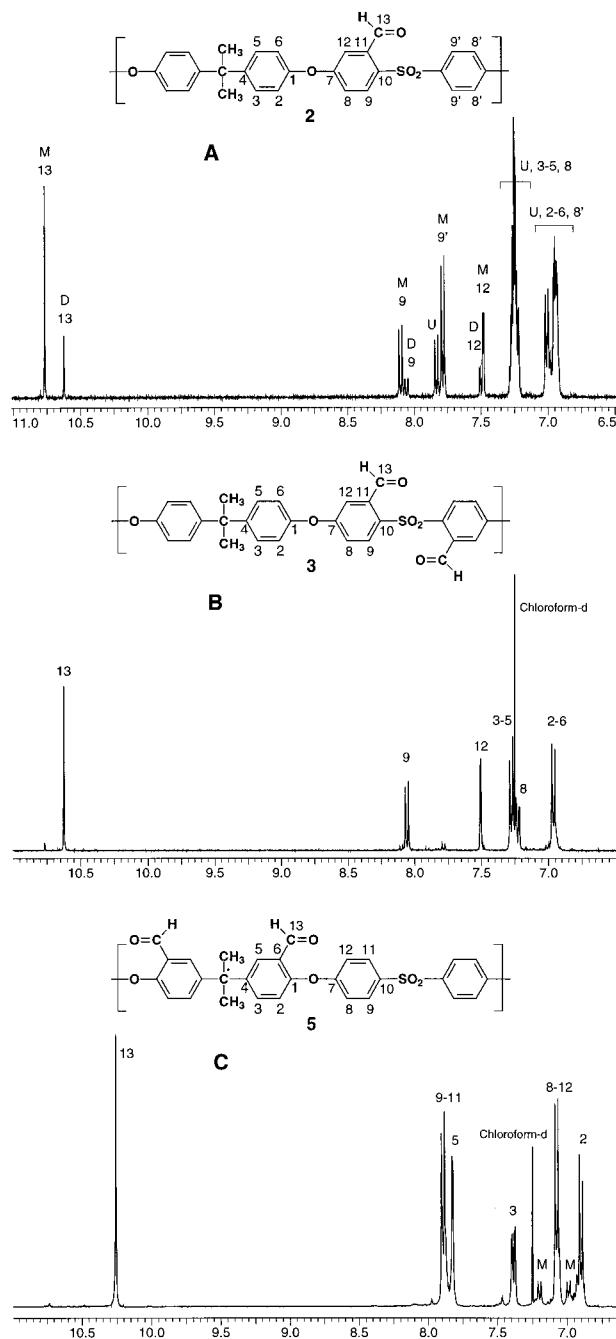 H 13
C=O
CH₃ 5 6 12 11 9' 8'
O 4 1 O 7 10 SO₂
CH₃ 3 2 8 9 9' 8'
2
A
M
13
D
13
M
9
D
9
U
M
9'
D
12
M
12
U, 3-5, 8
U, 2-6, 8'
11.0 10.5 10.0 9.5 9.0 8.5 8.0 7.5 7.0 6.5
H 13
C=O
5 6 12 11
O 4 1 O 7 10 SO₂
3 2 8 9
C=O
H
3
B
13
9
12
Chloroform-d
3-5
8
2-6
10.5 10.0 9.5 9.0 8.5 8.0 7.5 7.0
H H 13
C=O C=O
5 6 12 11
O C 4 1 O 7 10 SO₂
3 2 8 9
5
C
13
9-11
5
3
Chloroform-d
M
8-12
M
2
10.5 10.0 9.5 9.0 8.5 8.0 7.5 7.0